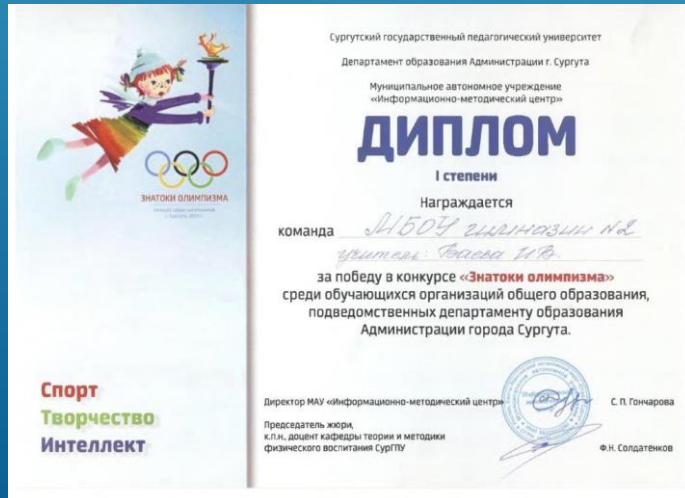 Сургутский государственный педагогический университет
Департамент образования Администрации г. Сургута
Муниципальное автономное учреждение
«Информационно-методический центр»
ДИПЛОМ
I степени
Награждается
команда МБОУ гимназии №2
учитель: Баева И.В.
за победу в конкурсе «Знатоки олимпизма»
среди обучающихся организаций общего образования,
подведомственных департаменту образования
Администрации города Сургута.
Директор МАУ «Информационно-методический центр» С. П. Гончарова
Председатель жюри,
к.п.н., доцент кафедры теории и методики
физического воспитания СурГПУ Ф.Н. Солдатенков
ЗНАТОКИ ОЛИМПИЗМА
Спорт
Творчество
Интеллект